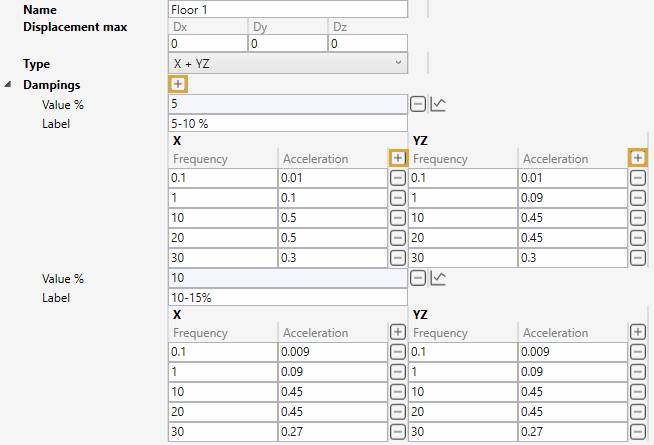 Name Floor 1
Displacement max Dx Dy Dz
0 0 0
Type X + YZ
Dampings
Value % 5
Label 5-10 %
X YZ
Frequency Acceleration Frequency Acceleration
0.1 0.01 0.1 0.01
1 0.1 1 0.09
10 0.5 10 0.45
20 0.5 20 0.45
30 0.3 30 0.3
Value % 10
Label 10-15%
X YZ
Frequency Acceleration Frequency Acceleration
0.1 0.009 0.1 0.009
1 0.09 1 0.09
10 0.45 10 0.45
20 0.45 20 0.45
30 0.27 30 0.27